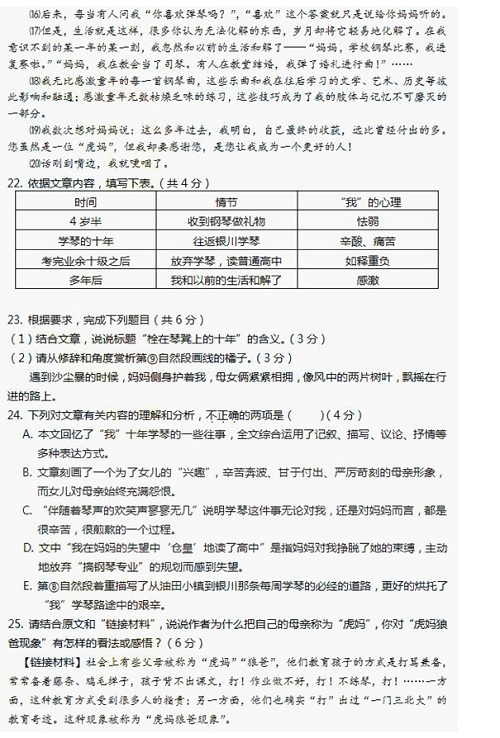 ⒃后来，每当有人问我“你喜欢弹琴吗？”，“喜欢”这个答案就只是说给你妈妈听的。
⒄但是，生活就是这样，很多你认为无法化解的东西，岁月却将它轻易地化解了。在我
意识不到的某一年的某一刻，我忽然和以前的生活和解了——“妈妈，学校钢琴比赛，我进
复赛啦。”“妈妈，我在教会当了司琴。有人在教堂结婚，我弹了婚礼进行曲！”……
⒅我无比感激童年的每一首钢琴曲，这些乐曲和我在往后学习的文学、艺术、历史等彼
此影响和融通；感激童年无数枯燥乏味的练习，这些技巧成为了我的肢体与记忆不可磨灭的
一部分。
⒆我数次想对妈妈说：这么多年过去，我明白，自己最终的收获，远比曾经付出的多。
您虽然是一位“虎妈”，但我却要感谢您，是您让我成为一个更好的人！
⒇话刚到嘴边，我就哽咽了。
22. 依据文章内容，填写下表。（共 4 分）
时间 情节 “我”的心理
4 岁半 收到钢琴做礼物 怯弱
学琴的十年 往返银川学琴 辛酸、痛苦
考完业余十级之后 放弃学琴，读普通高中 如释重负
多年后 我和以前的生活和解了 感激
23. 根据要求，完成下列题目（共 6 分）
（1）结合文章，说说标题“栓在琴凳上的十年”的含义。（3 分）
（2）请从修辞和角度赏析第⑨自然段画线的橘子。（3 分）
遇到沙尘暴的时候，妈妈侧身护着我，母女俩紧紧相拥，像风中的两片树叶，飘摇在行
进的路上。
24. 下列对文章有关内容的理解和分析，不正确的两项是（ ）（4 分）
A. 本文回忆了“我”十年学琴的一些往事，全文综合运用了记叙、描写、议论、抒情等
多种表达方式。
B. 文章刻画了一个为了女儿的“兴趣”，辛苦奔波、甘于付出、严厉苛刻的母亲形象，
而女儿对母亲始终充满怨恨。
C. “伴随着琴声的欢笑声寥寥无几”说明学琴这件事无论对我，还是对妈妈而言，都是
很辛苦，很煎熬的一个过程。
D. 文中“我在妈妈的失望中‘仓皇’地读了高中”是指妈妈对我挣脱了她的束缚，主动
地放弃“摘钢琴专业”的规划而感到失望。
E. 第⑧自然段着重描写了从油田小镇到银川那条每周学琴的必经的道路，更好的烘托了
“我”学琴路途中的艰辛。
25. 请结合原文和“链接材料”，说说作者为什么把自己的母亲称为“虎妈”，你对“虎妈狼
爸现象”有怎样的看法或感悟？（6 分）
【链接材料】社会上有些父母被称为“虎妈”“狼爸”，他们教育孩子的方式是打骂兼备，
常常备着藤条、鸡毛掸子，孩子背不出课文，打！作业做不好，打！不练琴，打！……一方
面，这种教育方式受到很多人的指责；另一方面，他们也确实“打”出过“一门三北大”的
教育奇迹。这种现象被称为“虎妈狼爸现象”。